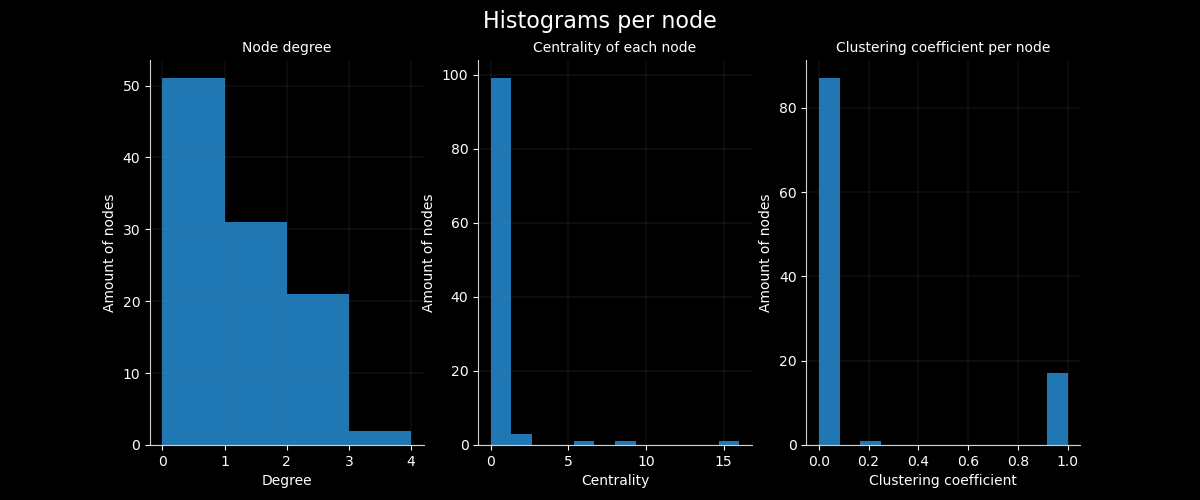 Histograms per node
Node degree
Centrality of each node
Clustering coefficient per node
Amount of nodes
50
40
30
20
10
0
0 1 2 3 4
Degree
Amount of nodes
100
80
60
40
20
0
0 5 10 15
Centrality
Amount of nodes
80
60
40
20
0
0.0 0.2 0.4 0.6 0.8 1.0
Clustering coefficient